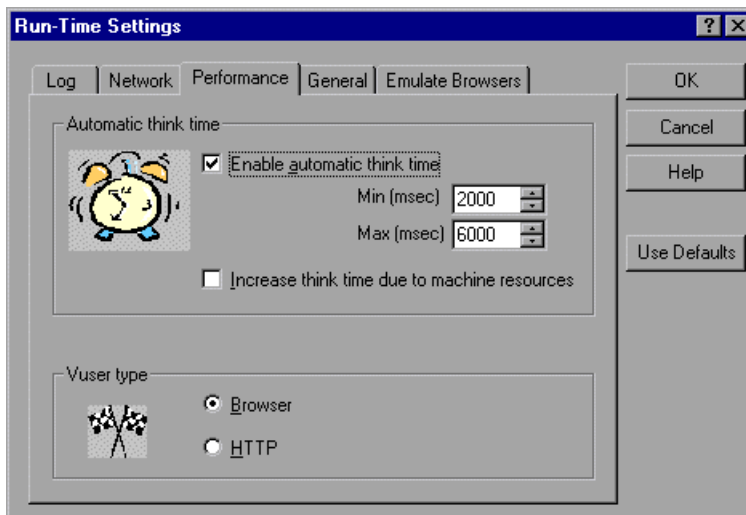 Run-Time Settings
Log Network Performance General Emulate Browsers
Automatic think time
Enable automatic think time
Min (msec) 2000
Max (msec) 6000
Increase think time due to machine resources
Vuser type
Browser
HTTP
OK
Cancel
Help
Use Defaults